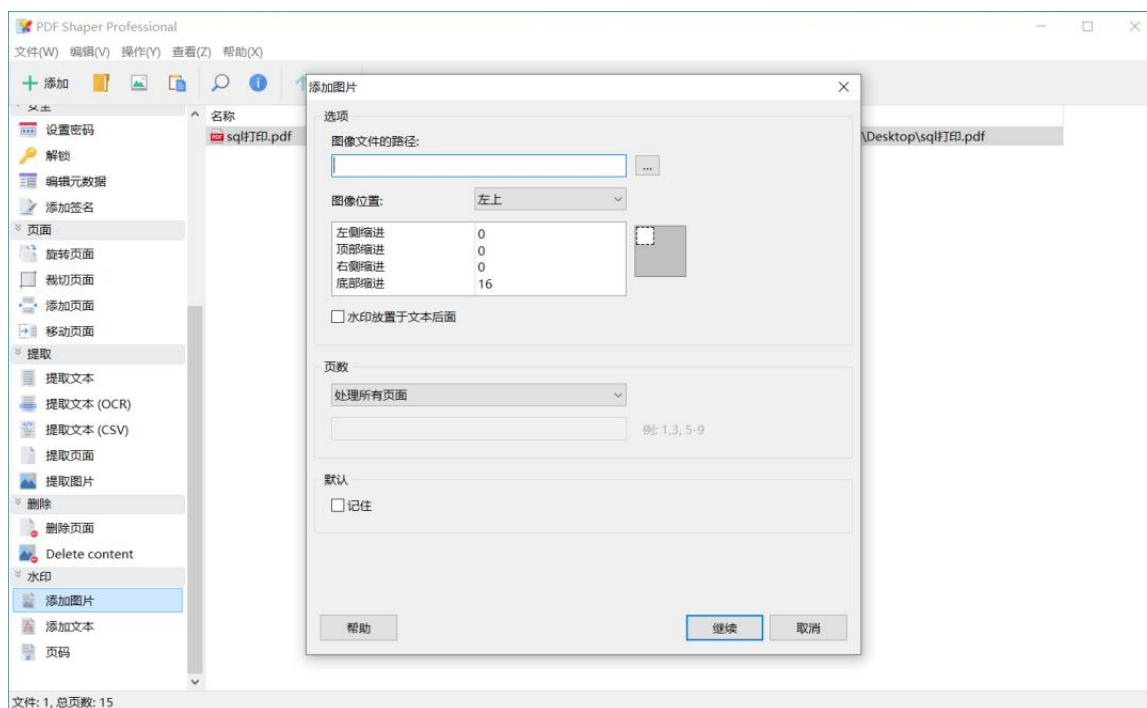 PDF Shaper Professional
文件(W) 编辑(V) 操作(Y) 查看(Z) 帮助(X)
添加
安全
设置密码
解锁
编辑元数据
添加签名
页面
旋转页面
裁切页面
添加页面
移动页面
提取
提取文本
提取文本 (OCR)
提取文本 (CSV)
提取页面
提取图片
删除
删除页面
Delete content
水印
添加图片
添加文本
页码
名称
sql打印.pdf
\Desktop\sql打印.pdf
添加图片
选项
图像文件的路径:
...
图像位置: 左上
左侧缩进 0
顶部缩进 0
右侧缩进 0
底部缩进 16
水印放置于文本后面
页数
处理所有页面
例: 1,3, 5-9
默认
记住
帮助 继续 取消
文件: 1, 总页数: 15